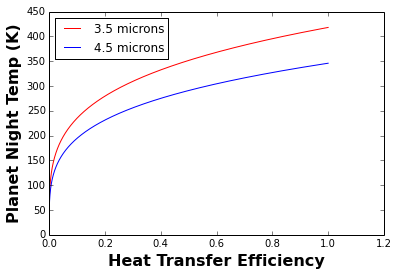 450
400
350
300
250
200
150
100
50
0
Planet Night Temp (K)
3.5 microns
4.5 microns
0.0 0.2 0.4 0.6 0.8 1.0 1.2
Heat Transfer Efficiency